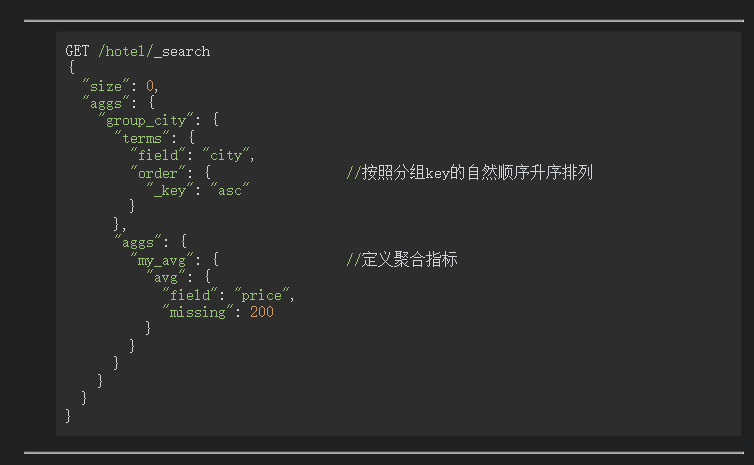 GET /hotel/_search
{
  "size": 0,
  "aggs": {
    "group_city": {
      "terms": {
        "field": "city",
        "order": {                 //按照分组key的自然顺序升序排列
          "_key": "asc"
        }
      },
      "aggs": {
        "my_avg": {                //定义聚合指标
          "avg": {
            "field": "price",
            "missing": 200
          }
        }
      }
    }
  }
}